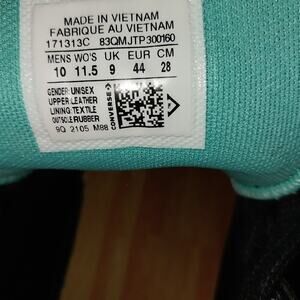 MADE IN VIETNAM
FABRIQUE AU VIETNAM
171313C 83QMJTP300160
MENS WO'S UK EUR CM
10 11.5 9 44 28
GENDER: UNISEX
UPPER: LEATHER
LINING: TEXTILE
OUTSOLE: RUBBER
9Q 2105 M88
CONVERSE